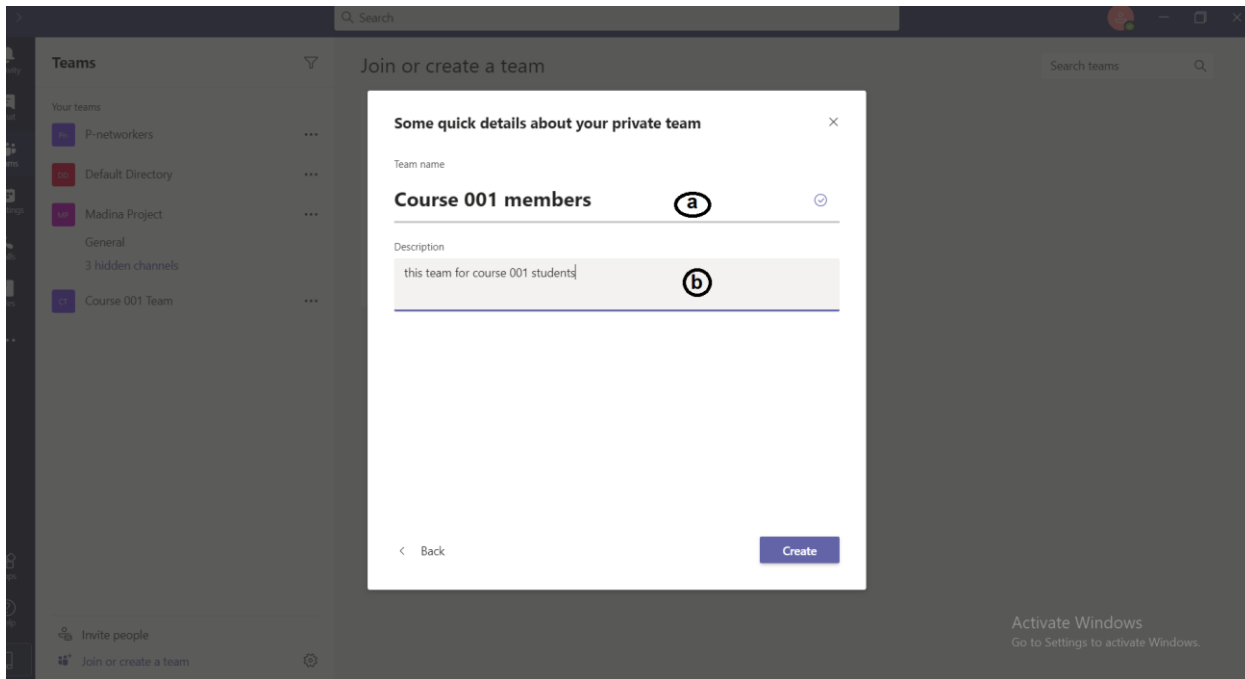 Search
Teams
Join or create a team
Search teams
Your teams
P-networkers
Default Directory
Madina Project
General
3 hidden channels
Course 001 Team
Some quick details about your private team
Team name
Course 001 members
a
Description
this team for course 001 students
b
Back
Create
Invite people
Join or create a team
Activate Windows
Go to Settings to activate Windows.